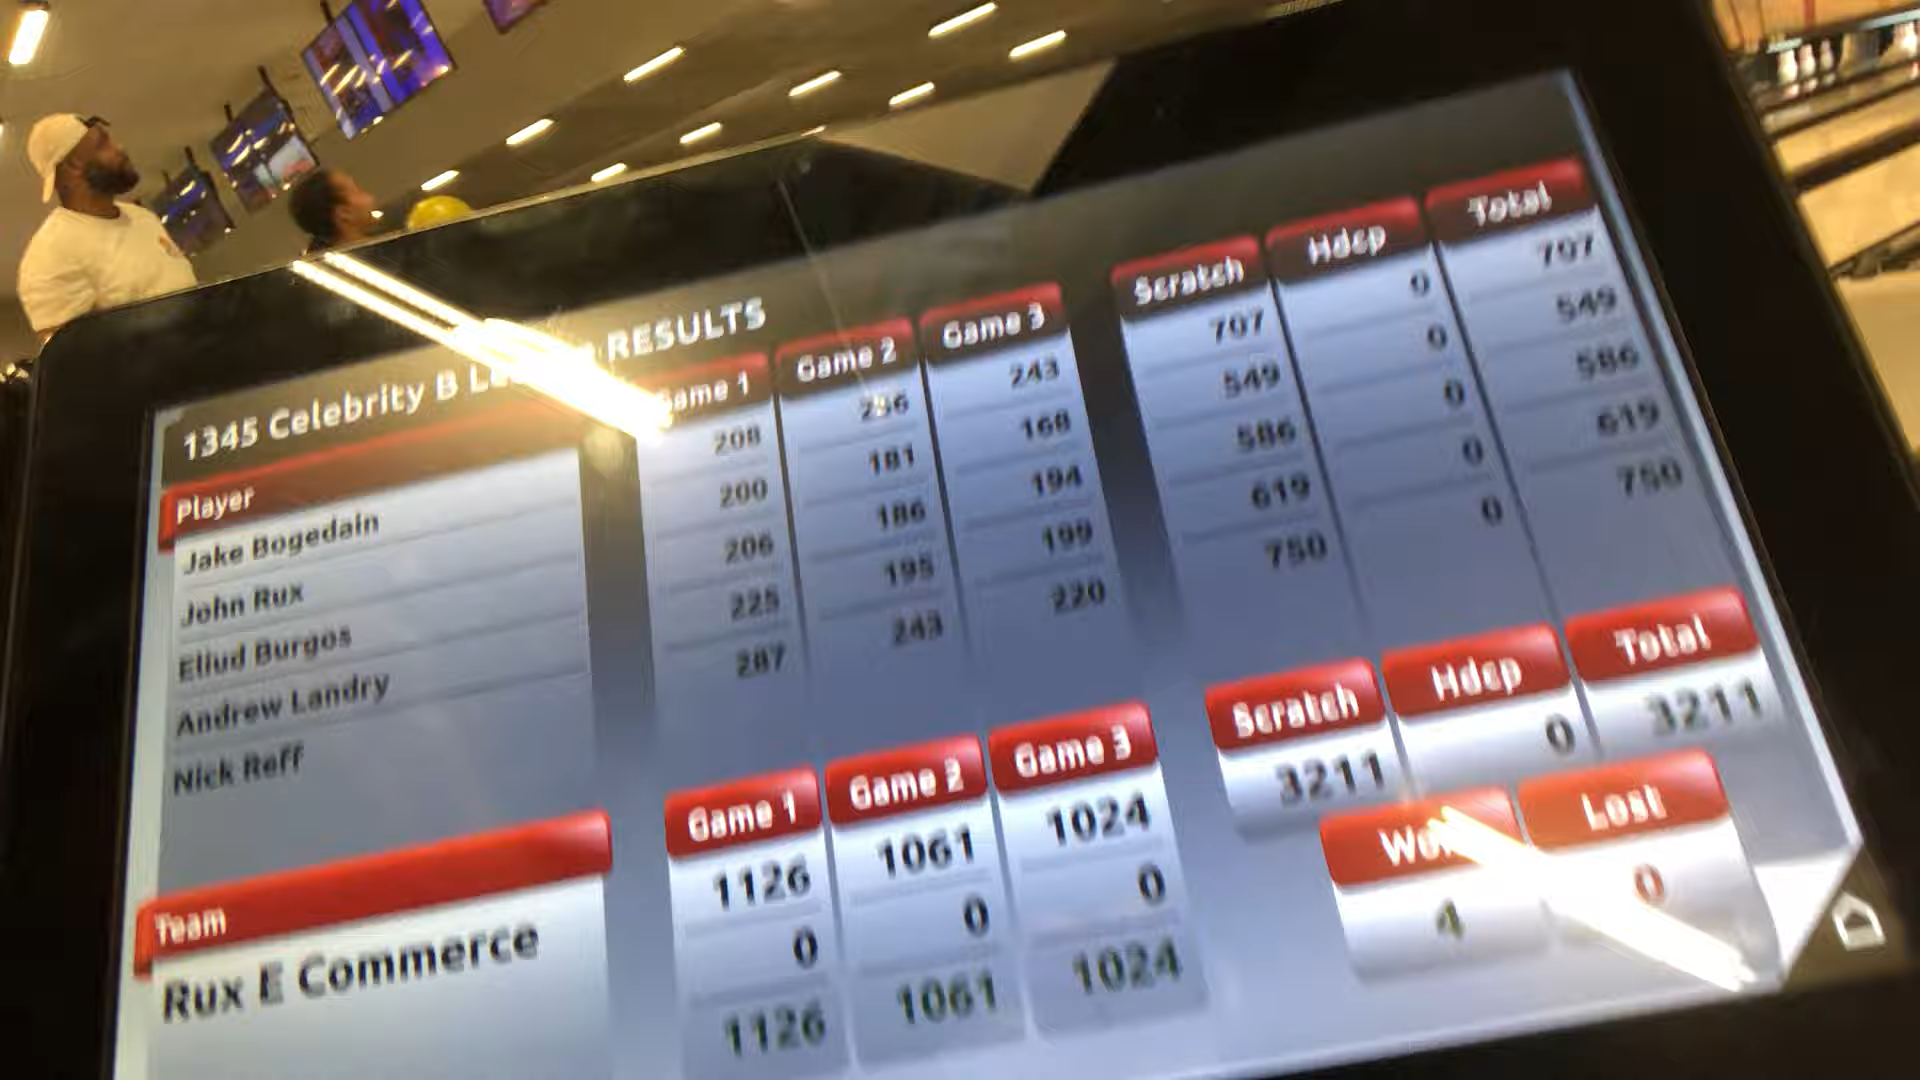 1345 Celebrity B RESULTS
Player Game 1 Game 2 Game 3 Scratch Hdcp Total
Jake Bogedain 208 256 243 707 0 707
John Rux 200 181 168 549 0 549
Eliud Burgos 206 186 194 586 0 586
Andrew Landry 225 195 199 619 0 619
Nick Reff 287 243 220 750 0 750
Team Game 1 Game 2 Game 3 Scratch Hdcp Total
Rux E Commerce 1126 1061 1024 3211 0 3211
0 0 0
1126 1061 1024
Won Lost
4 0